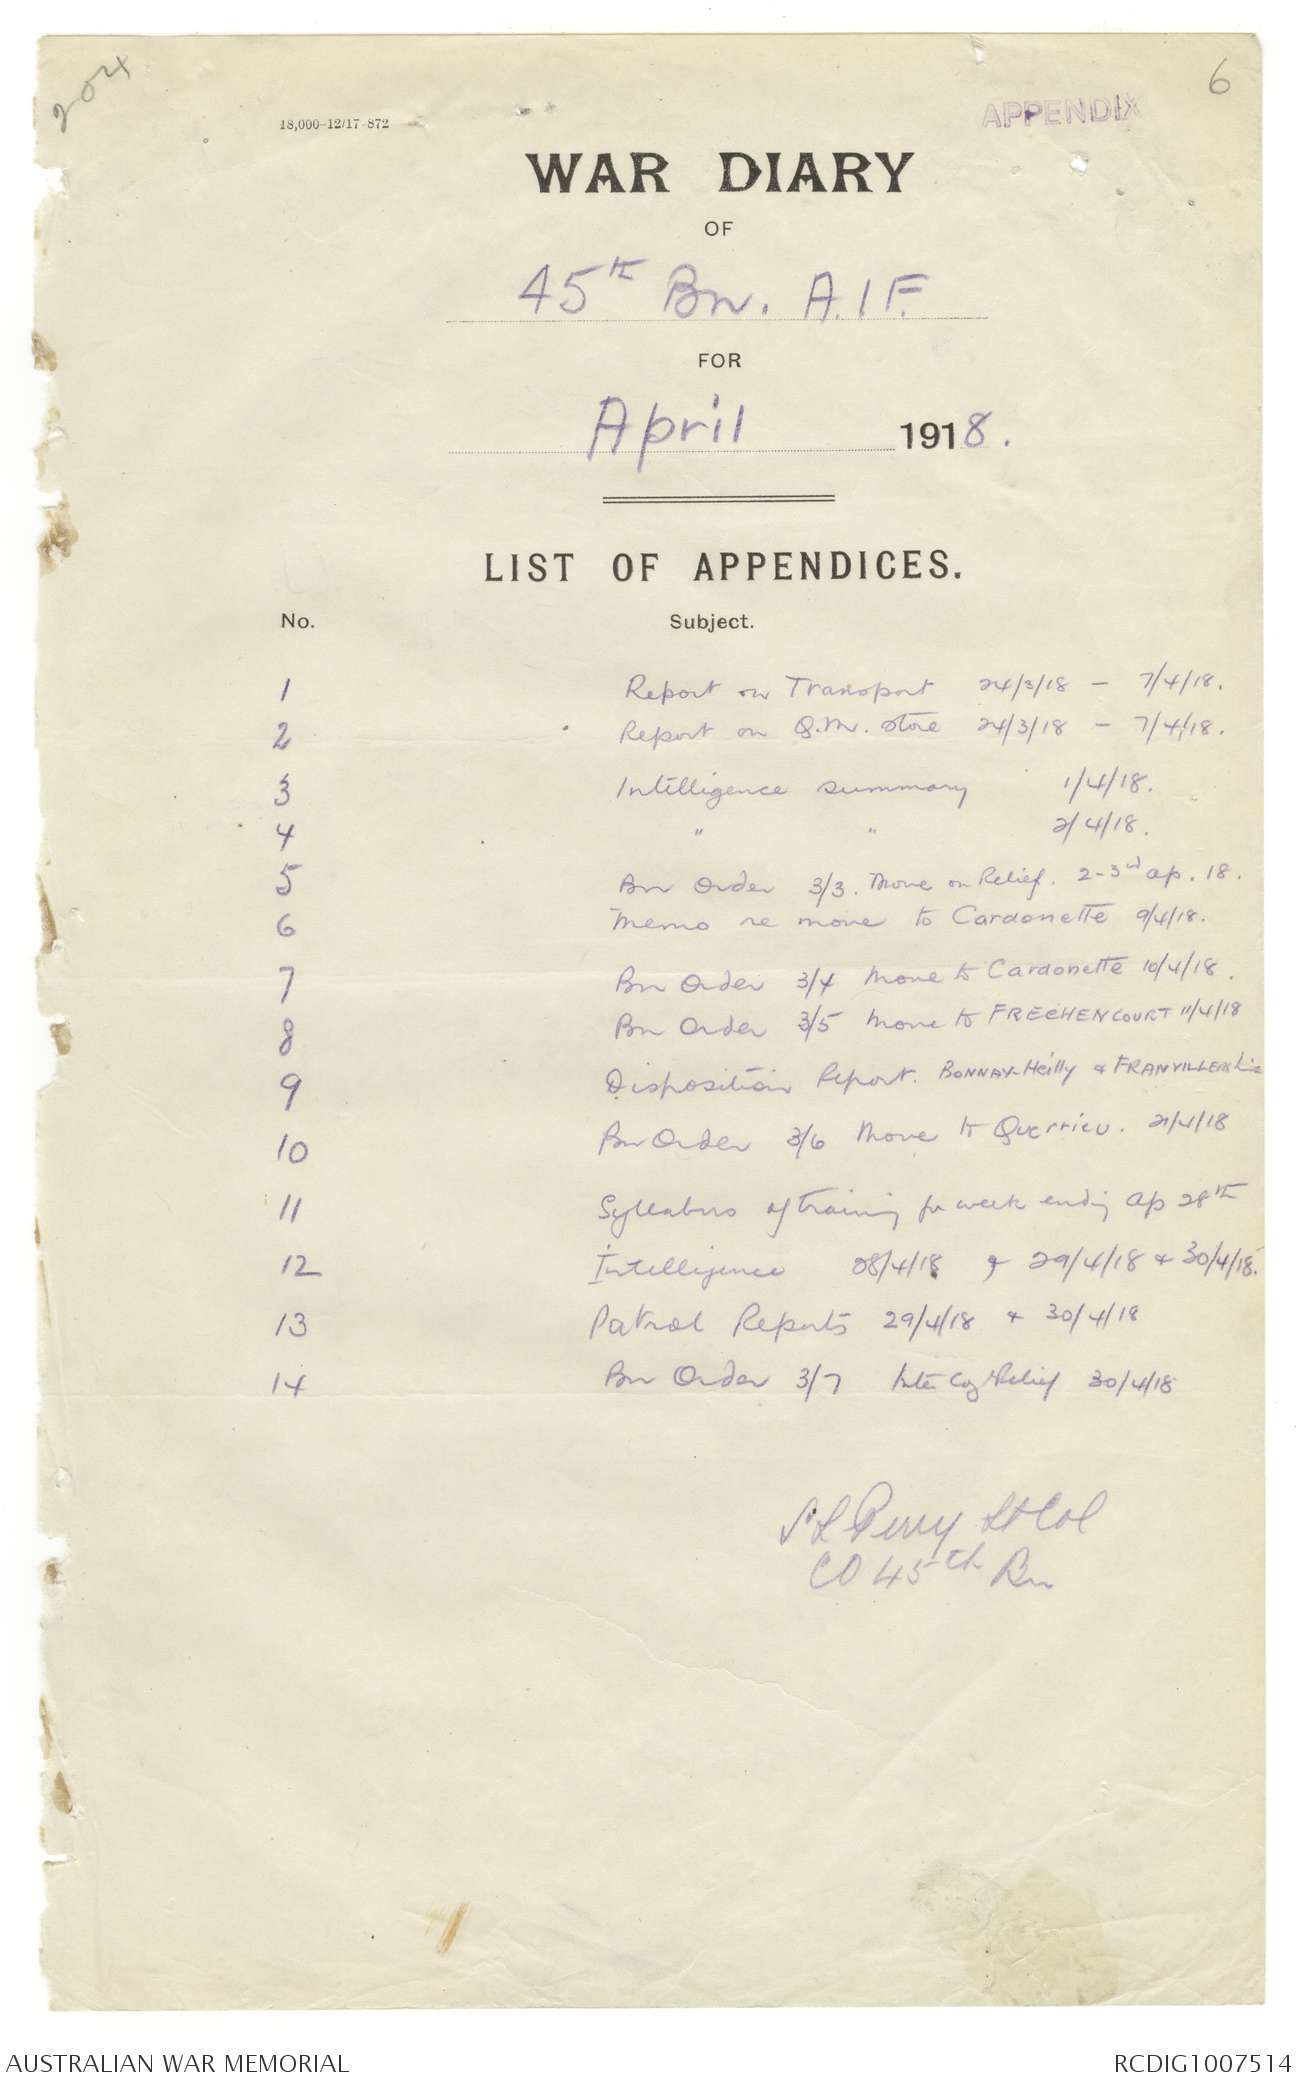 204
6
18,000-12/17-872
APPENDIX
WAR DIARY
OF
45th Bn. A.I.F.
FOR
April 1918.
LIST OF APPENDICES.
No. Subject.
1 Report on Transport 24/3/18 - 7/4/18.
2 Report on Q.M. Store 24/3/18 - 7/4/18.
3 Intelligence summary 1/4/18.
4 " " 2/4/18.
5 Bn Order 3/3. Move on Relief. 2-3rd Ap. 18.
6 Memo re move to Cardonette 9/4/18.
7 Bn Order 3/4 Move to Cardonette 10/4/18.
8 Bn Order 3/5 Move to FRECHENCOURT 11/4/18
9 Disposition Report. BONNAY-Heilly & FRANVILLERS Line
10 Bn Order 3/6 Move to Querrieu. 21/4/18
11 Syllabus of training for week ending Ap 28th
12 Intelligence 28/4/18 & 29/4/18 & 30/4/18.
13 Patrol Reports 29/4/18 & 30/4/18
14 Bn Order 3/7 Inter Coy Relief 30/4/18
S L Perry Lt Col
CO 45th Bn
AUSTRALIAN WAR MEMORIAL RCDIG1007514